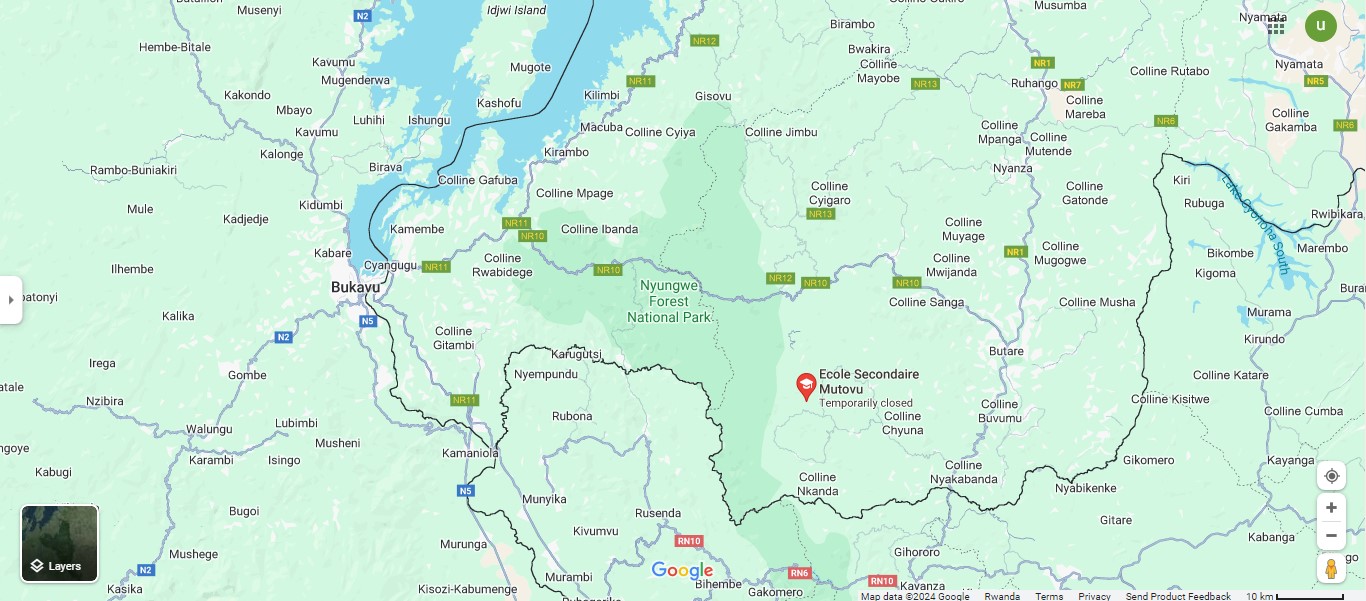 Musenyi
N2
Idjwi Island
NR12
Birambo
Musumba
Nyamata
u
Hembe-Bitale
Kavumu
Mugenderwa
Mugote
NR11
Bwakira
Colline
Mayobe
NR13
NR1
Ruhango
NR7
Colline Rutabo
Nyamata
NR5
Kakondo
Mbayo
Luhihi
Ishungu
Kashofu
Kilimbi
Gisovu
Colline
Mareba
Colline
Gakamba
NR6
NR6
Kavumu
Macuba
Colline Cyiya
Colline Jimbu
Colline
Mpanga
Colline
Mutende
Kalonge
Kirambo
Rambo-Buniakiri
Birava
Colline Gafuba
Nyanza
Colline Mpage
Colline
Cyigaro
NR13
Colline
Gatonde
Kiri
Rubuga
Lake Cyohoha South
Rwibikara
Mule
Kadjedje
Kidumbi
Kamembe
NR11
NR10
Colline Ibanda
Colline
Muyage
Kabare
Cyangugu
NR11
Colline
Rwabidege
NR10
NR12
NR10
NR10
Colline
Mwijanda
NR1
Colline
Mugogwe
Bikombe
Kigoma
Marembo
Ilhembe
Bukavu
Nyungwe
Forest
National Park
Colline Sanga
Colline Musha
Murama
Kalika
N5
N2
Colline
Gitambi
Karugutsi
Butare
Kirundo
Irega
Gombe
Nyempundu
Ecole Secondaire
Mutovu
Temporarily closed
Colline Katare
Nzibira
NR11
Rubona
Colline
Chyuna
Colline
Buvumu
Colline Kisitwe
Colline Cumba
Walungu
Lubimbi
Musheni
Karambi
Isingo
Kamaniola
Kabugi
N5
Colline
Nkanda
Colline
Nyakabanda
Nyabikenke
Gikomero
Kayanga
Bugoi
Munyika
Rusenda
Gitare
Layers
Mushege
Murunga
Kivumvu
RN10
Gihororo
Kabanga
N2
Kasika
Kisozi-Kabumenge
Murambi
Google
Bihembe
RN6
Gakomero
RN10
Kayanza
Map data ©2024 Google
Rwanda
Terms
Privacy
Send Product Feedback
10 km